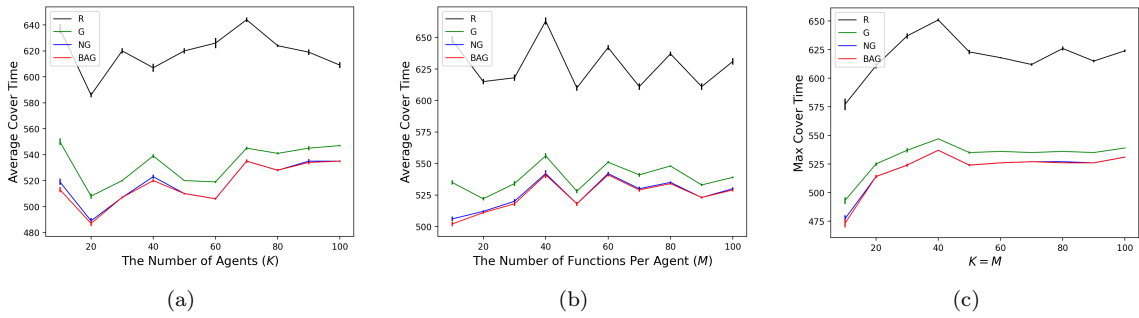 Average Cover Time
640
620
600
580
560
540
520
500
480
R
G
NG
BAG
20
40
60
80
100
The Number of Agents (K)
(a)
Average Cover Time
650
625
600
575
550
525
500
R
G
NG
BAG
20
40
60
80
100
The Number of Functions Per Agent (M)
(b)
Max Cover Time
650
625
600
575
550
525
500
475
R
G
NG
BAG
20
40
60
80
100
K = M
(c)